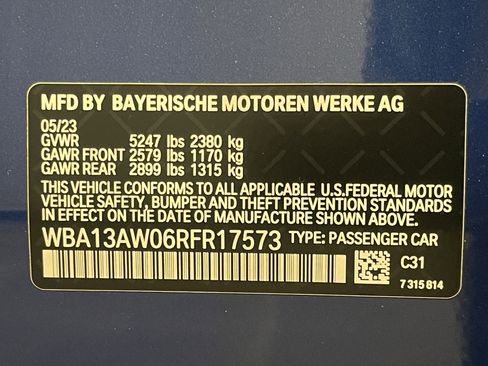 MFD BY BAYERISCHE MOTOREN WERKE AG
05/23
GVWR 5247 lbs 2380 kg
GAWR FRONT 2579 lbs 1170 kg
GAWR REAR 2899 lbs 1315 kg
THIS VEHICLE CONFORMS TO ALL APPLICABLE U.S.FEDERAL MOTOR
VEHICLE SAFETY, BUMPER, AND THEFT PREVENTION STANDARDS
IN EFFECT ON THE DATE OF MANUFACTURE SHOWN ABOVE.
WBA13AW06RFR17573 TYPE: PASSENGER CAR
C31
7 315 814